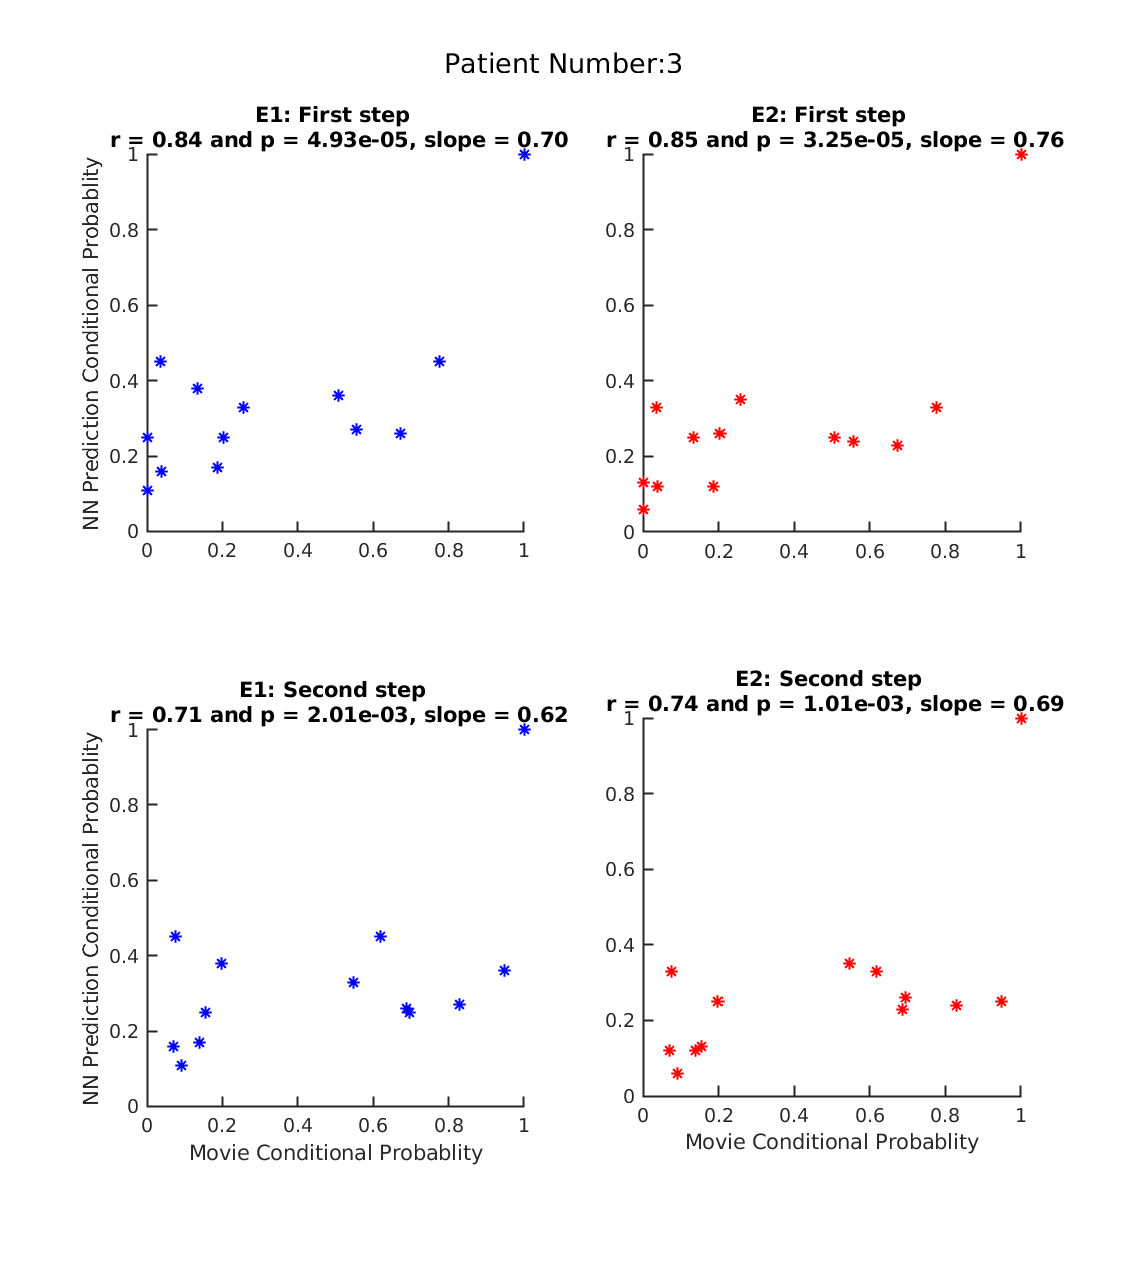 Patient Number:3
E1: First step
r = 0.84 and p = 4.93e-05, slope = 0.70
NN Prediction Conditional Probablity
1
0.8
0.6
0.4
0.2
0
0 0.2 0.4 0.6 0.8 1
E2: First step
r = 0.85 and p = 3.25e-05, slope = 0.76
1
0.8
0.6
0.4
0.2
0
0 0.2 0.4 0.6 0.8 1
E1: Second step
r = 0.71 and p = 2.01e-03, slope = 0.62
NN Prediction Conditional Probablity
1
0.8
0.6
0.4
0.2
0
0 0.2 0.4 0.6 0.8 1
Movie Conditional Probablity
E2: Second step
r = 0.74 and p = 1.01e-03, slope = 0.69
1
0.8
0.6
0.4
0.2
0
0 0.2 0.4 0.6 0.8 1
Movie Conditional Probablity